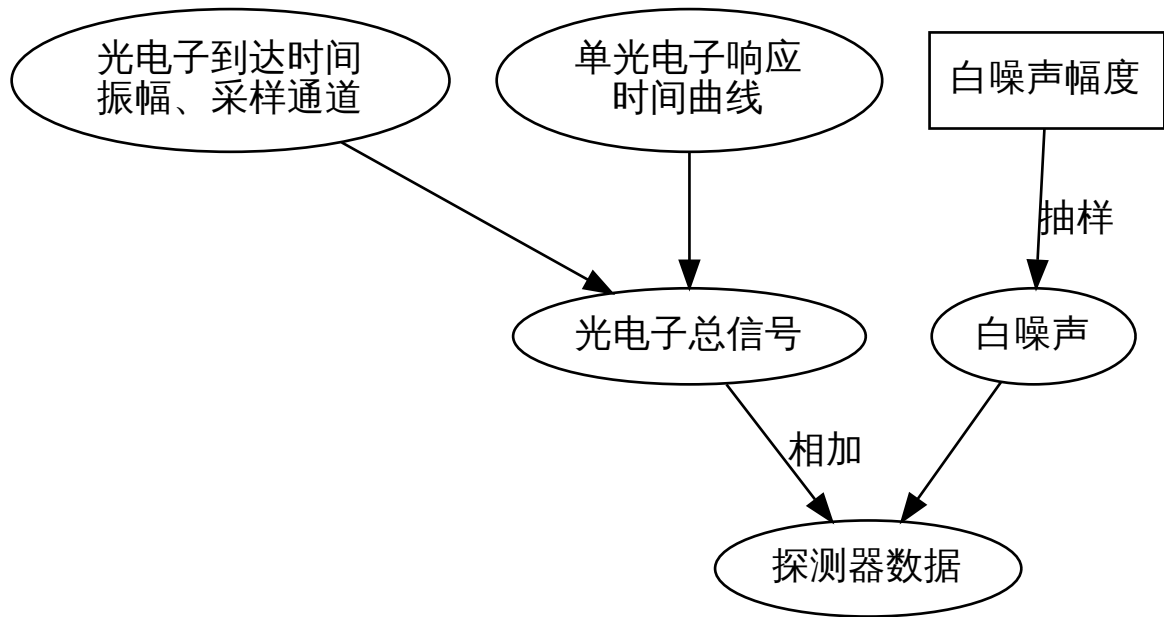 光电子到达时间
振幅、采样通道
单光电子响应
时间曲线
白噪声幅度
抽样
光电子总信号
白噪声
相加
探测器数据